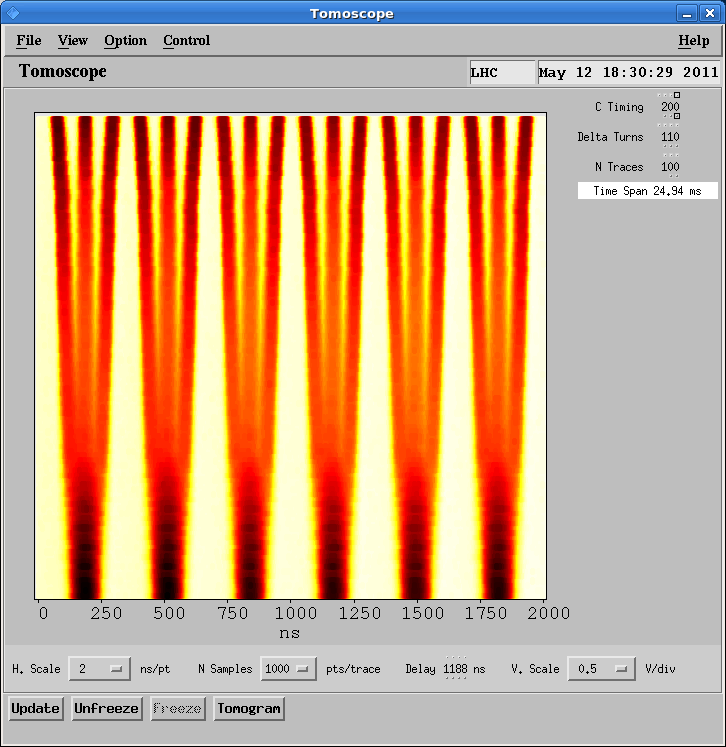 Tomoscope
File View Option Control Help
Tomoscope LHC May 12 18:30:29 2011
C Timing 200
Delta Turns 110
N Traces 100
Time Span 24.94 ms
0 250 500 750 1000 1250 1500 1750 2000
ns
H. Scale 2 ns/pt N Samples 1000 pts/trace Delay 1188 ns V. Scale 0.5 V/div
Update Unfreeze Freeze Tomogram